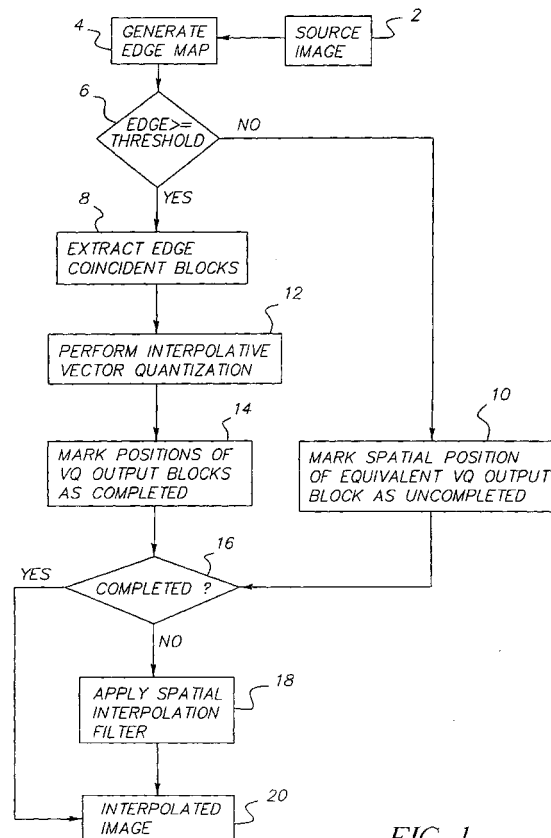 4
GENERATE
EDGE MAP
SOURCE
IMAGE
2
6
EDGE>=
THRESHOLD
NO
YES
8
EXTRACT EDGE
COINCIDENT BLOCKS
12
PERFORM INTERPOLATIVE
VECTOR QUANTIZATION
14
MARK POSITIONS OF
VQ OUTPUT BLOCKS
AS COMPLETED
10
MARK SPATIAL POSITION
OF EQUIVALENT VQ OUTPUT
BLOCK AS UNCOMPLETED
16
YES
COMPLETED ?
NO
18
APPLY SPATIAL
INTERPOLATION
FILTER
20
INTERPOLATED
IMAGE
FIG. 1